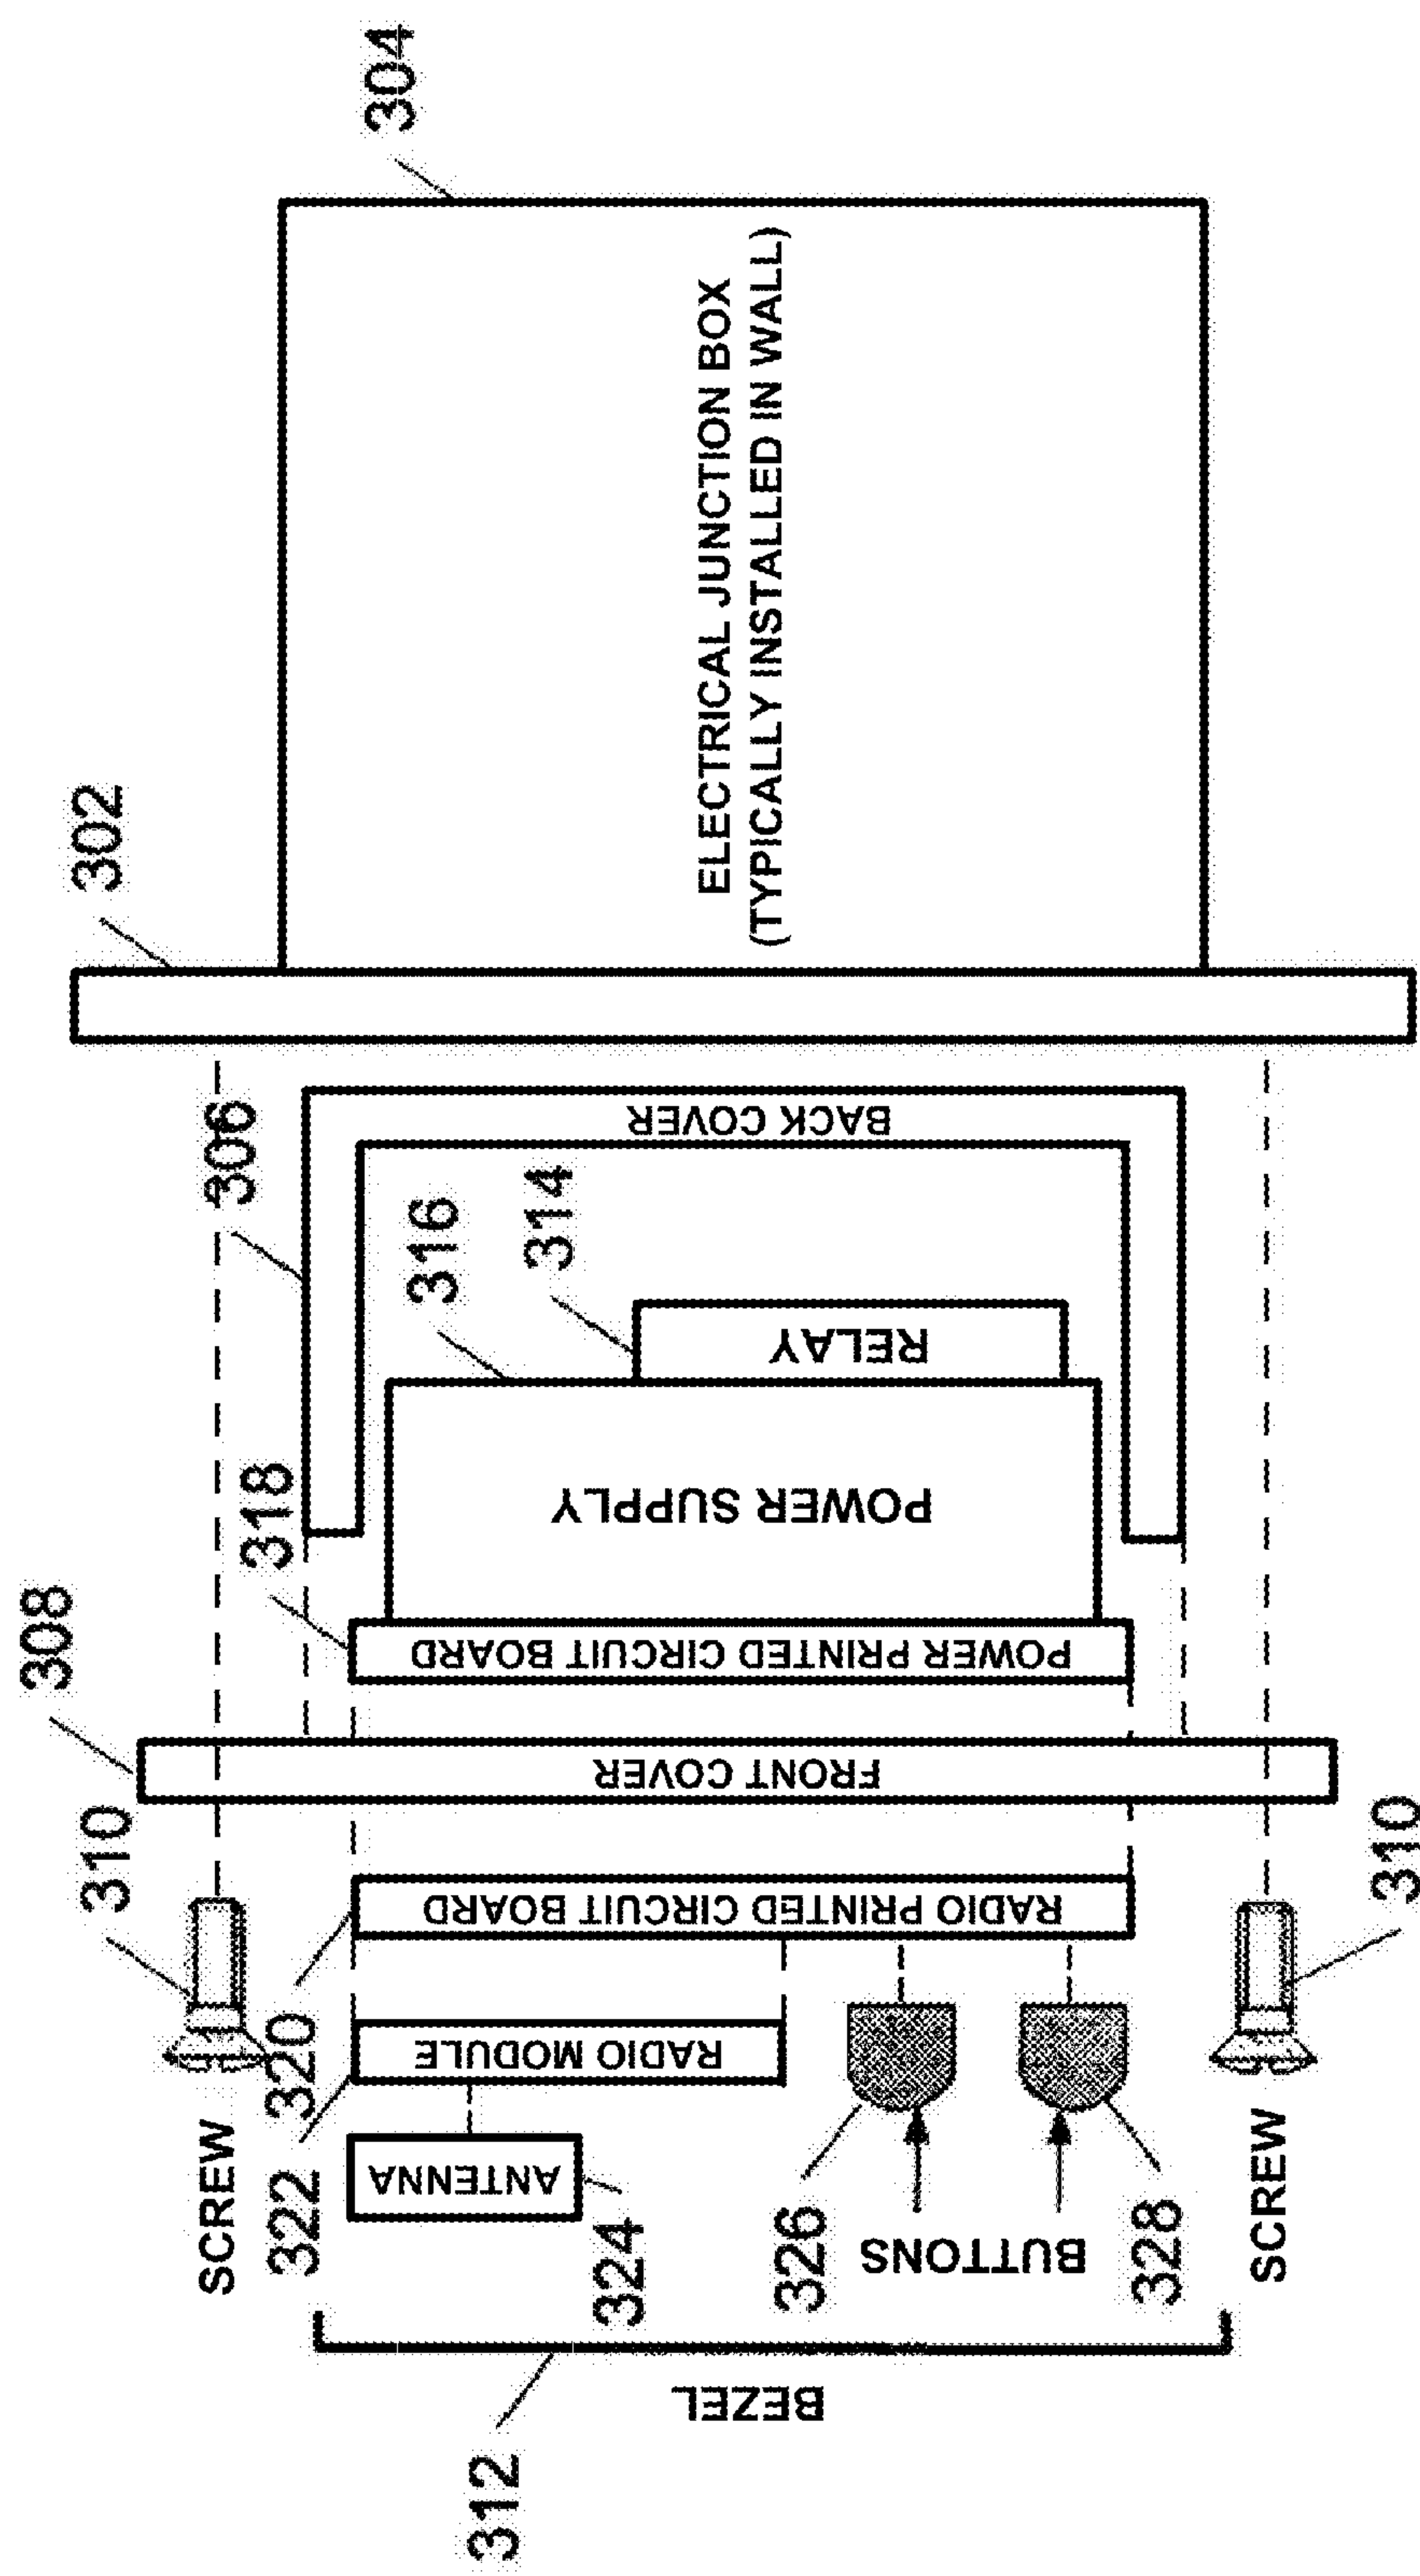 304
ELECTRICAL JUNCTION BOX
(TYPICALLY INSTALLED IN WALL)
302
306
BACK COVER
316
314
RELAY
318
POWER SUPPLY
POWER PRINTED CIRCUIT BOARD
308
FRONT COVER
310
310
RADIO PRINTED CIRCUIT BOARD
320
RADIO MODULE
322
SCREW
ANTENNA
324
326
BUTTONS
328
SCREW
BEZEL
312